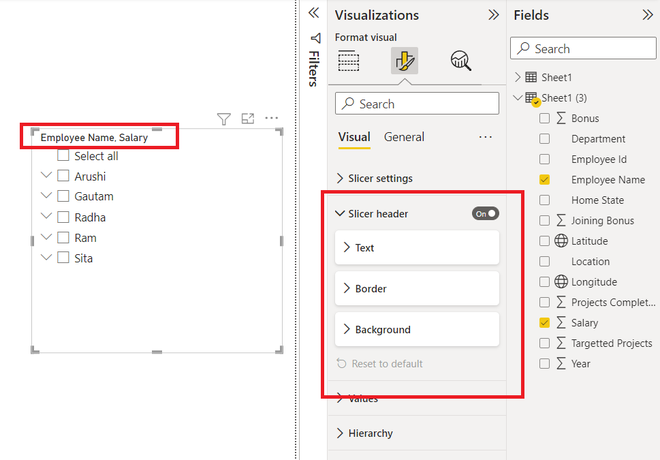 Employee Name, Salary
Select all
Arushi
Gautam
Radha
Ram
Sita
Filters
Visualizations
Format visual
Search
Visual
General
Slicer settings
Slicer header
On
Text
Border
Background
Reset to default
Values
Hierarchy
Fields
Search
Sheet1
Sheet1 (3)
Bonus
Department
Employee Id
Employee Name
Home State
Joining Bonus
Latitude
Location
Longitude
Projects Complet...
Salary
Targetted Projects
Year